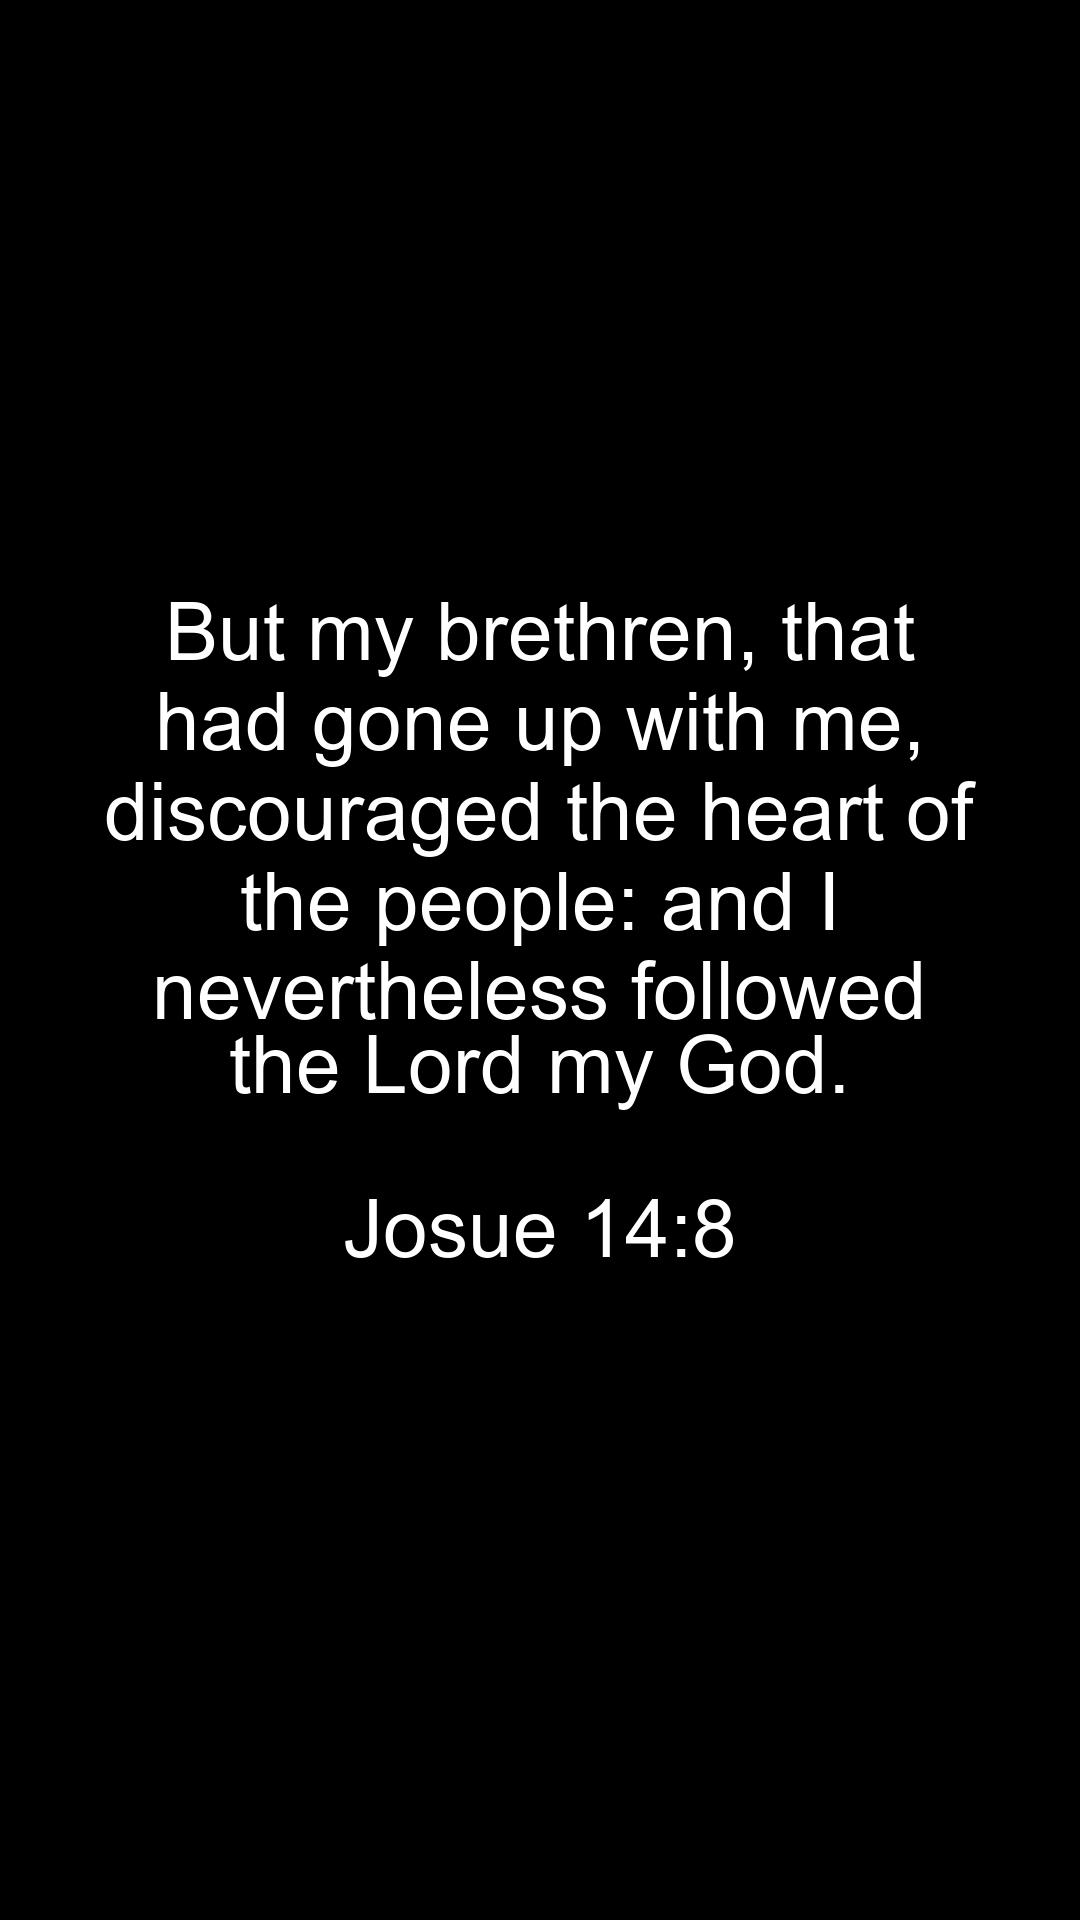 But my brethren, that
had gone up with me,
discouraged the heart of
the people: and I
nevertheless followed
the Lord my God.
Josue 14:8